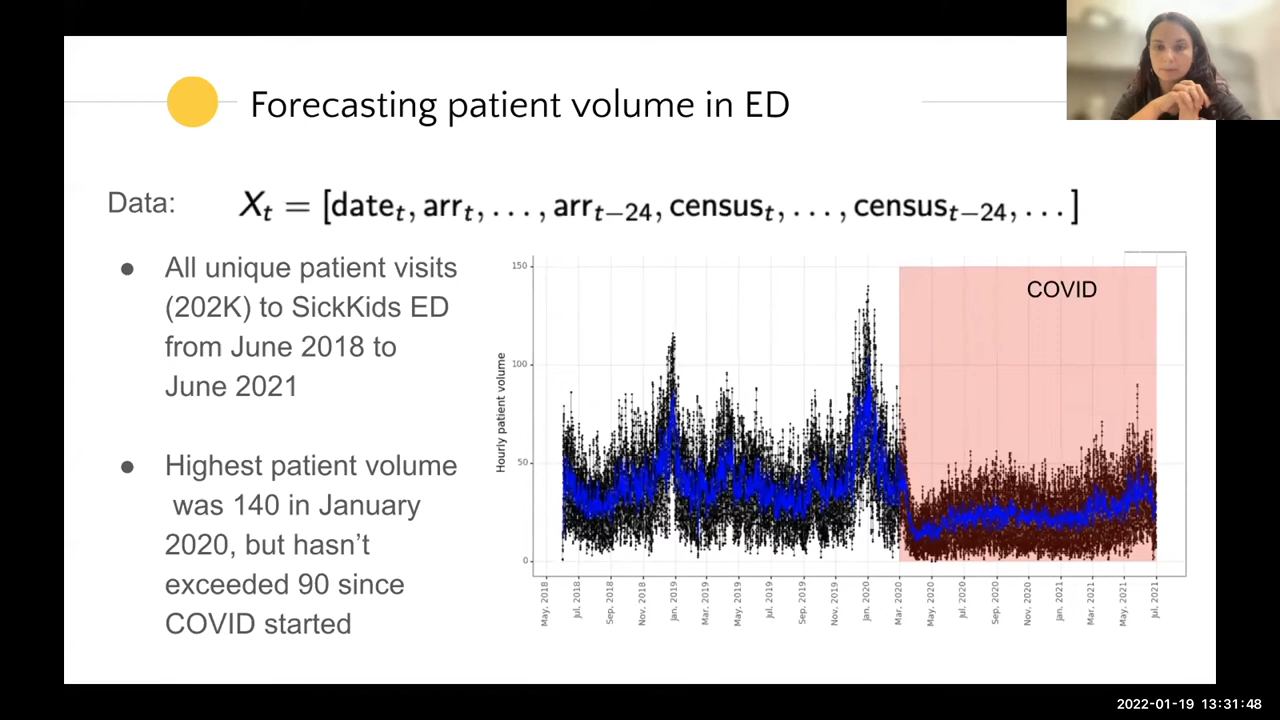 Forecasting patient volume in ED
Data:
X_t = [date_t, arr_t, . . . , arr_{t−24}, census_t, . . . , census_{t−24}, . . . ]
● All unique patient visits
(202K) to SickKids ED
from June 2018 to
June 2021
● Highest patient volume
was 140 in January
2020, but hasn’t
exceeded 90 since
COVID started
COVID
Hourly patient volume
150
100
50
0
May, 2018
Jul, 2018
Sep, 2018
Nov, 2018
Jan, 2019
Mar, 2019
May, 2019
Jul, 2019
Sep, 2019
Nov, 2019
Jan, 2020
Mar, 2020
May, 2020
Jul, 2020
Sep, 2020
Nov, 2020
Jan, 2021
Mar, 2021
May, 2021
Jul, 2021
2022-01-19 13:31:48